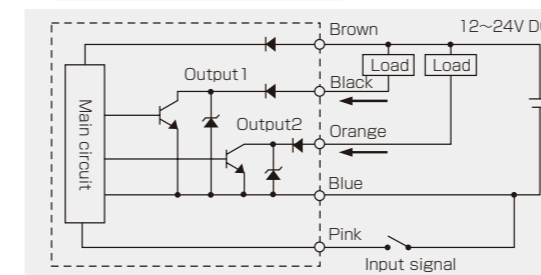 Brown
12~24V D
Load
Load
Output1
Black
Main circuit
Output2
Orange
Blue
Pink
Input signal